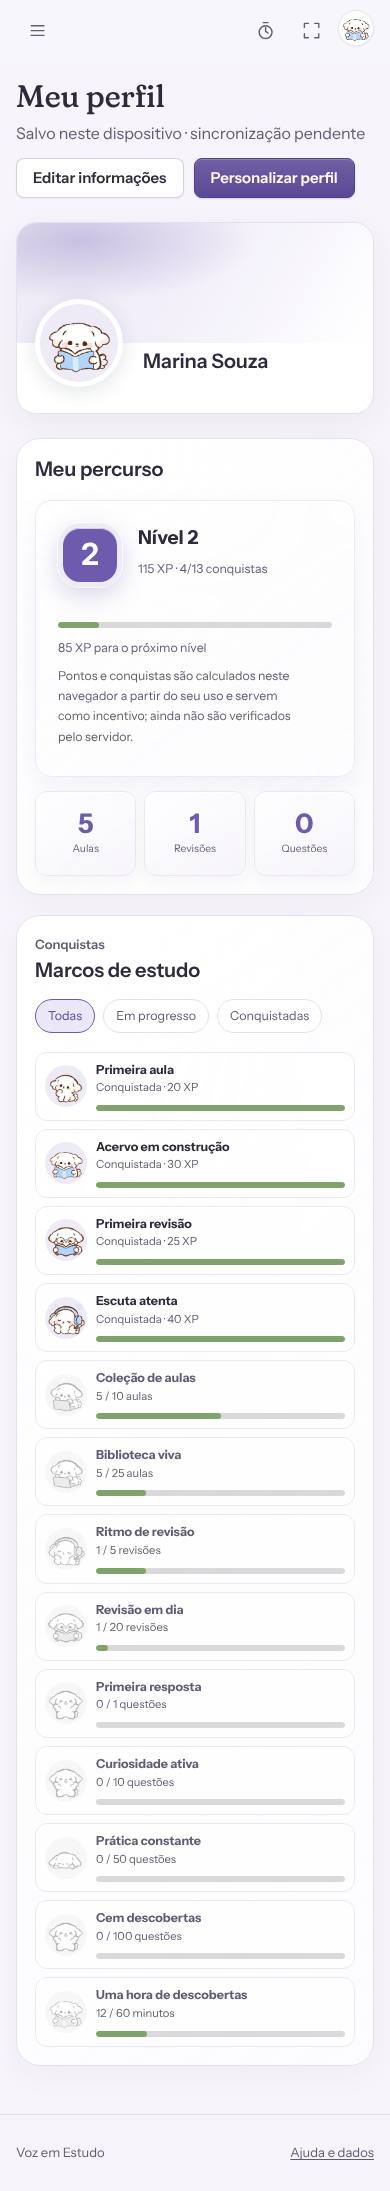 Meu perfil
Salvo neste dispositivo · sincronização pendente
Editar informações
Personalizar perfil
Marina Souza
Meu percurso
2
Nível 2
115 XP · 4/13 conquistas
85 XP para o próximo nível
Pontos e conquistas são calculados neste
navegador a partir do seu uso e servem
como incentivo; ainda não são verificados
pelo servidor.
5
Aulas
1
Revisões
0
Questões
Conquistas
Marcos de estudo
Todas
Em progresso
Conquistadas
Primeira aula
Conquistada · 20 XP
Acervo em construção
Conquistada · 30 XP
Primeira revisão
Conquistada · 25 XP
Escuta atenta
Conquistada · 40 XP
Coleção de aulas
5 / 10 aulas
Biblioteca viva
5 / 25 aulas
Ritmo de revisão
1 / 5 revisões
Revisão em dia
1 / 20 revisões
Primeira resposta
0 / 1 questões
Curiosidade ativa
0 / 10 questões
Prática constante
0 / 50 questões
Cem descobertas
0 / 100 questões
Uma hora de descobertas
12 / 60 minutos
Voz em Estudo
Ajuda e dados